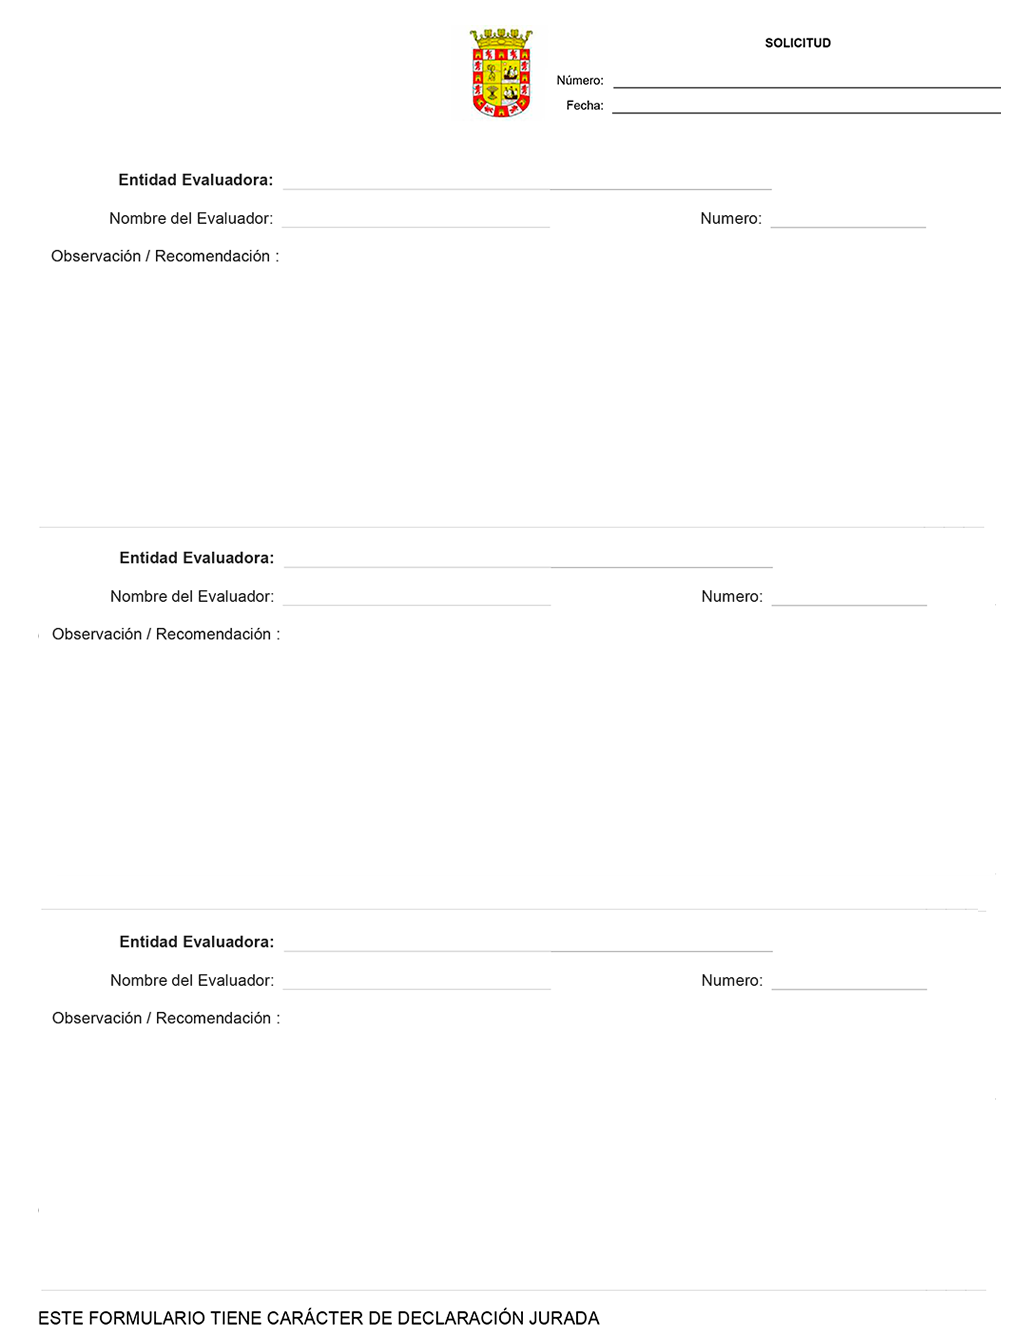 SOLICITUD
Número:
Fecha:
Entidad Evaluadora:
Nombre del Evaluador: Numero:
Observación / Recomendación :
Entidad Evaluadora:
Nombre del Evaluador: Numero:
Observación / Recomendación :
Entidad Evaluadora:
Nombre del Evaluador: Numero:
Observación / Recomendación :
ESTE FORMULARIO TIENE CARÁCTER DE DECLARACIÓN JURADA